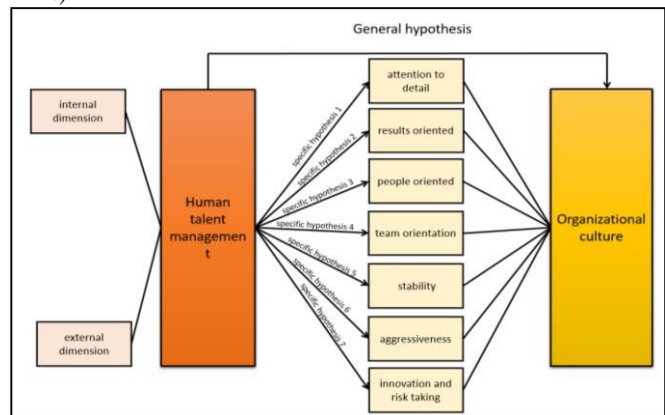 General hypothesis
internal
dimension
external
dimension
Human
talent
managemen
t
specific hypothesis 1
specific hypothesis 2
specific hypothesis 3
specific hypothesis 4
specific hypothesis 5
specific hypothesis 6
specific hypothesis 7
attention to
detail
results oriented
people oriented
team orientation
stability
aggressiveness
innovation and
risk taking
Organizational
culture